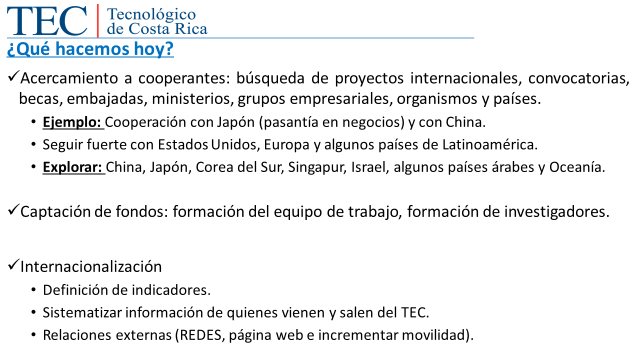 TEC | Tecnológico
de Costa Rica
¿Qué hacemos hoy?
✓Acercamiento a cooperantes: búsqueda de proyectos internacionales, convocatorias,
becas, embajadas, ministerios, grupos empresariales, organismos y países.
• Ejemplo: Cooperación con Japón (pasantía en negocios) y con China.
• Seguir fuerte con Estados Unidos, Europa y algunos países de Latinoamérica.
• Explorar: China, Japón, Corea del Sur, Singapur, Israel, algunos países árabes y Oceanía.
✓Captación de fondos: formación del equipo de trabajo, formación de investigadores.
✓Internacionalización
• Definición de indicadores.
• Sistematizar información de quienes vienen y salen del TEC.
• Relaciones externas (REDES, página web e incrementar movilidad).